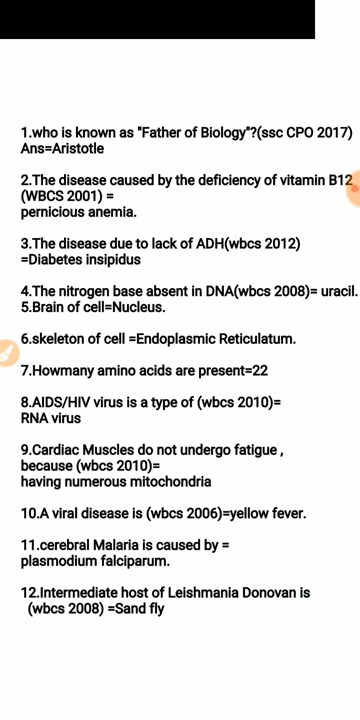 1.who is known as "Father of Biology"?(ssc CPO 2017)
Ans=Aristotle
2.The disease caused by the deficiency of vitamin B12
(WBCS 2001) =
pernicious anemia.
3.The disease due to lack of ADH(wbcs 2012)
=Diabetes insipidus
4.The nitrogen base absent in DNA(wbcs 2008)= uracil.
5.Brain of cell=Nucleus.
6.skeleton of cell =Endoplasmic Reticulatum.
7.Howmany amino acids are present=22
8.AIDS/HIV virus is a type of (wbcs 2010)=
RNA virus
9.Cardiac Muscles do not undergo fatigue ,
because (wbcs 2010)=
having numerous mitochondria
10.A viral disease is (wbcs 2006)=yellow fever.
11.cerebral Malaria is caused by =
plasmodium falciparum.
12.Intermediate host of Leishmania Donovan is
(wbcs 2008) =Sand fly